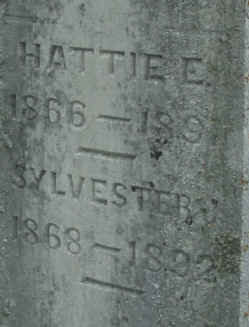 HATTIE E.
1866 — 189
SYLVESTER
1868 — 1892